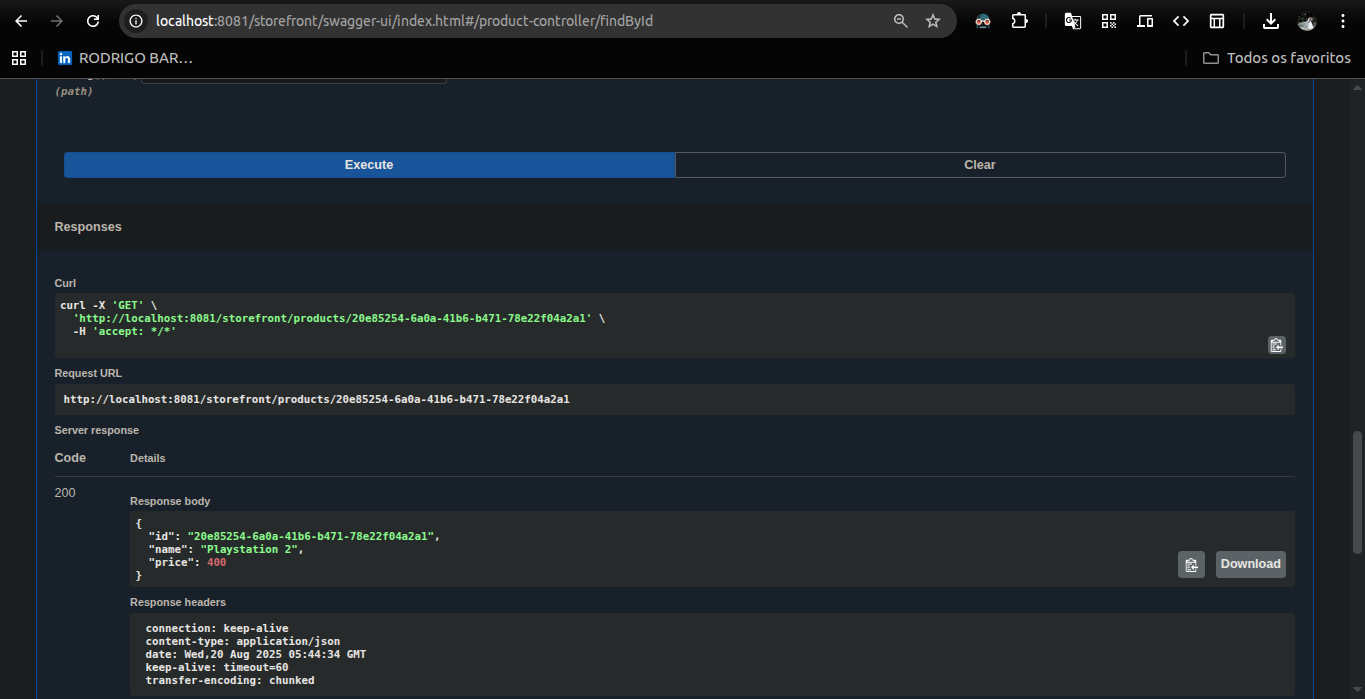 localhost:8081/storefront/swagger-ui/index.html#/product-controller/findById
RODRIGO BAR…
Todos os favoritos
(path)
Execute
Clear
Responses
Curl
curl -X 'GET' \
'http://localhost:8081/storefront/products/20e85254-6a0a-41b6-b471-78e22f04a2a1' \
-H 'accept: */*'
Request URL
http://localhost:8081/storefront/products/20e85254-6a0a-41b6-b471-78e22f04a2a1
Server response
Code
Details
200
Response body
{
"id": "20e85254-6a0a-41b6-b471-78e22f04a2a1",
"name": "Playstation 2",
"price": 400
}
Download
Response headers
connection: keep-alive
content-type: application/json
date: Wed,20 Aug 2025 05:44:34 GMT
keep-alive: timeout=60
transfer-encoding: chunked